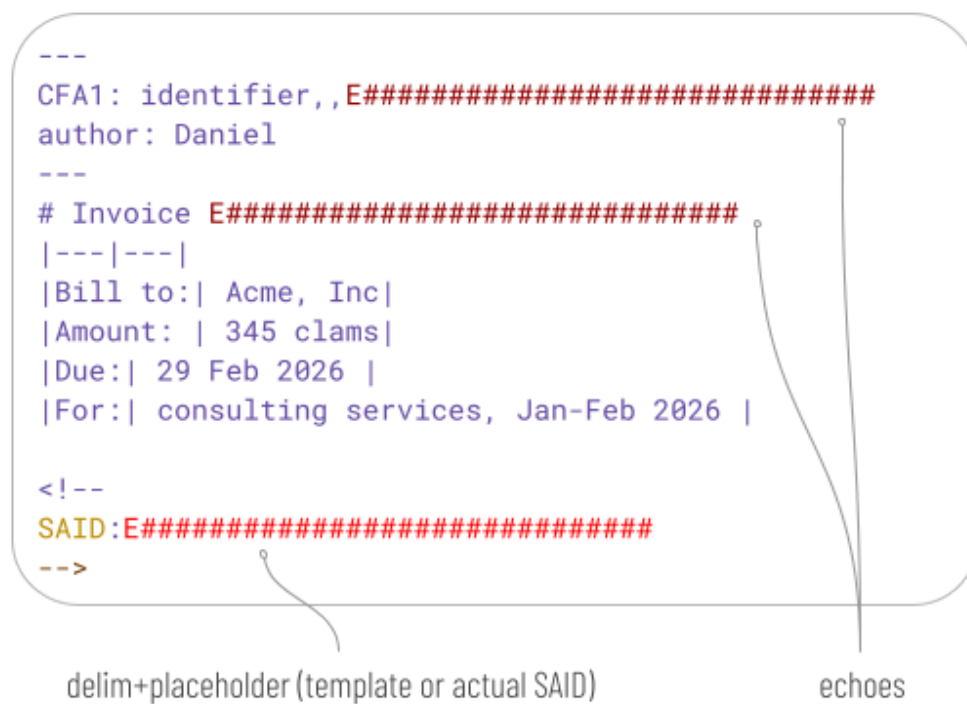 ---
CFA1: identifier,,E##############################
author: Daniel
---
# Invoice E##############################
|---|---|
|Bill to:| Acme, Inc|
|Amount: | 345 clams|
|Due:| 29 Feb 2026 |
|For:| consulting services, Jan-Feb 2026 |
<!--
SAID:E##############################
-->
delim+placeholder (template or actual SAID)
echoes